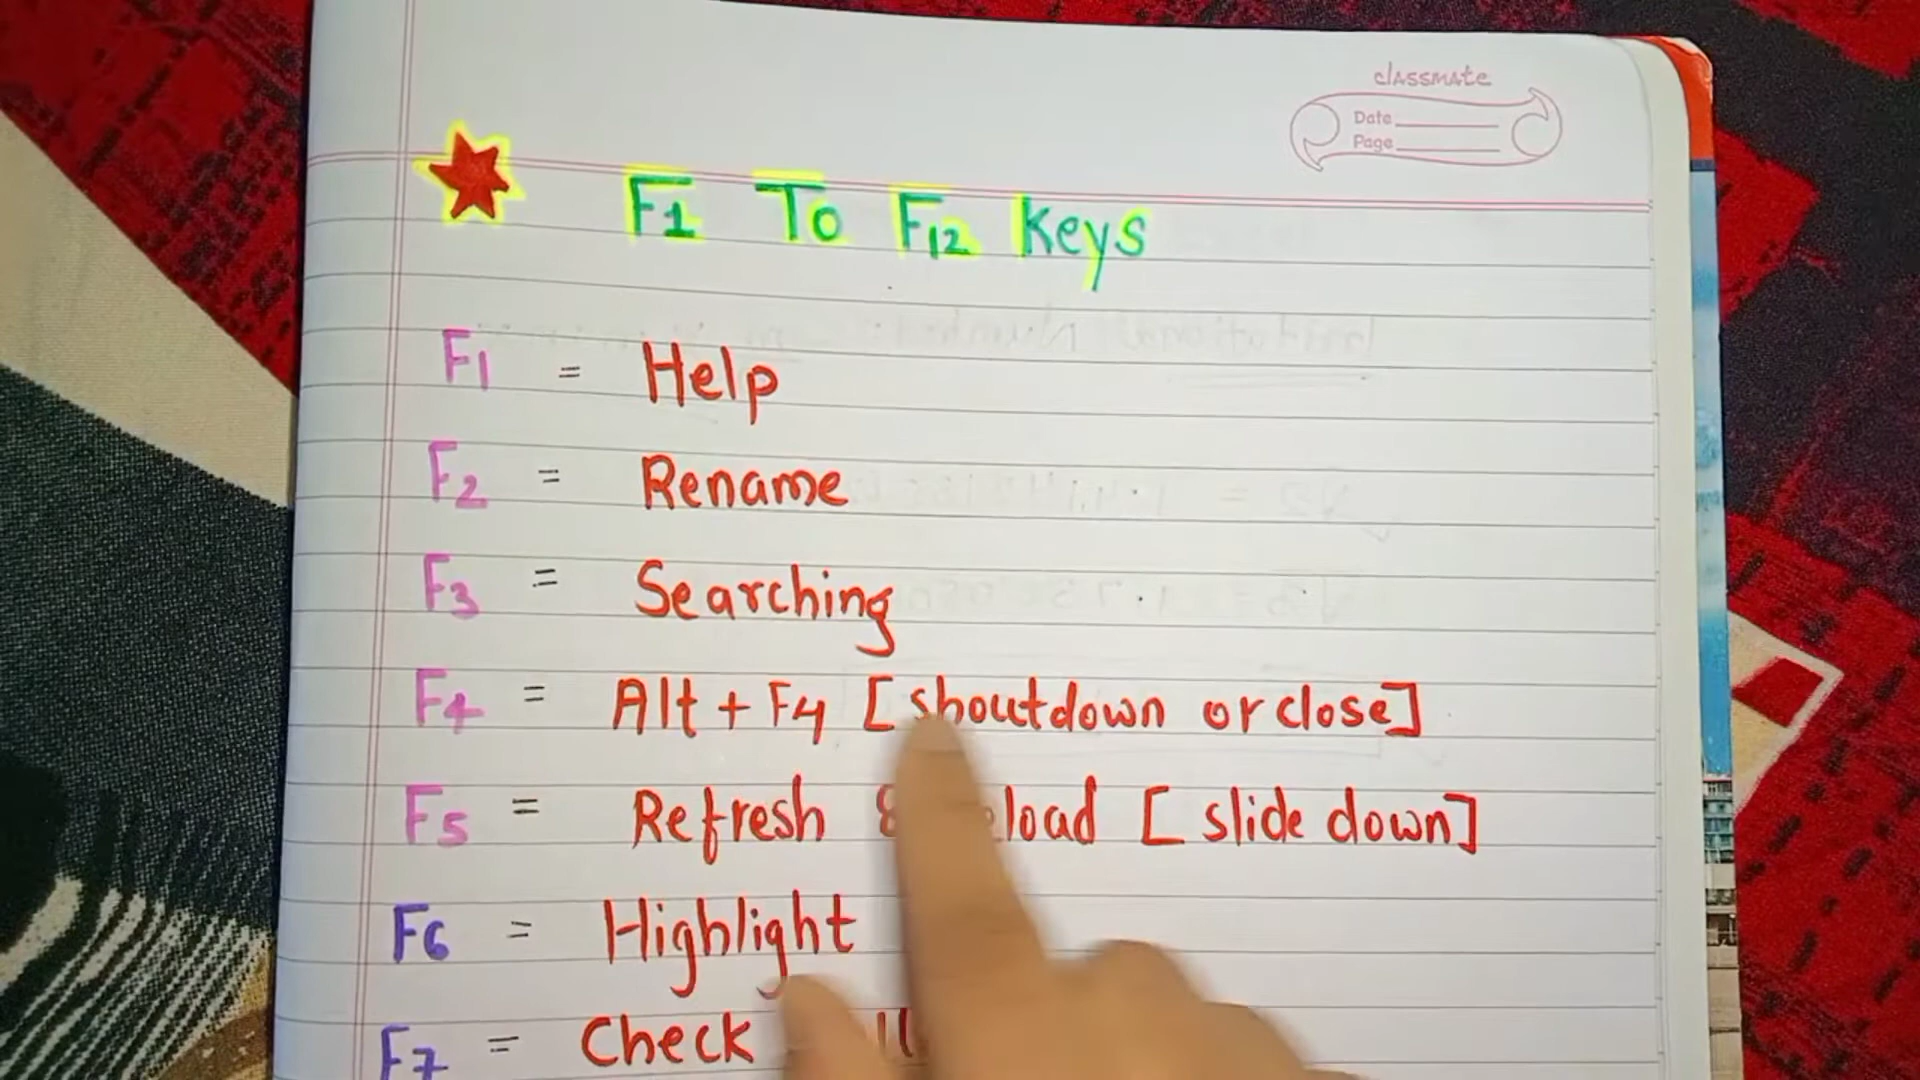 classmate
Date
Page
F1 To F12 Keys
F1 = Help
F2 = Rename
F3 = Searching
F4 = Alt + F4 [shoutdown or close]
F5 = Refresh [slide down]
F6 = Highlight
F7 = Check